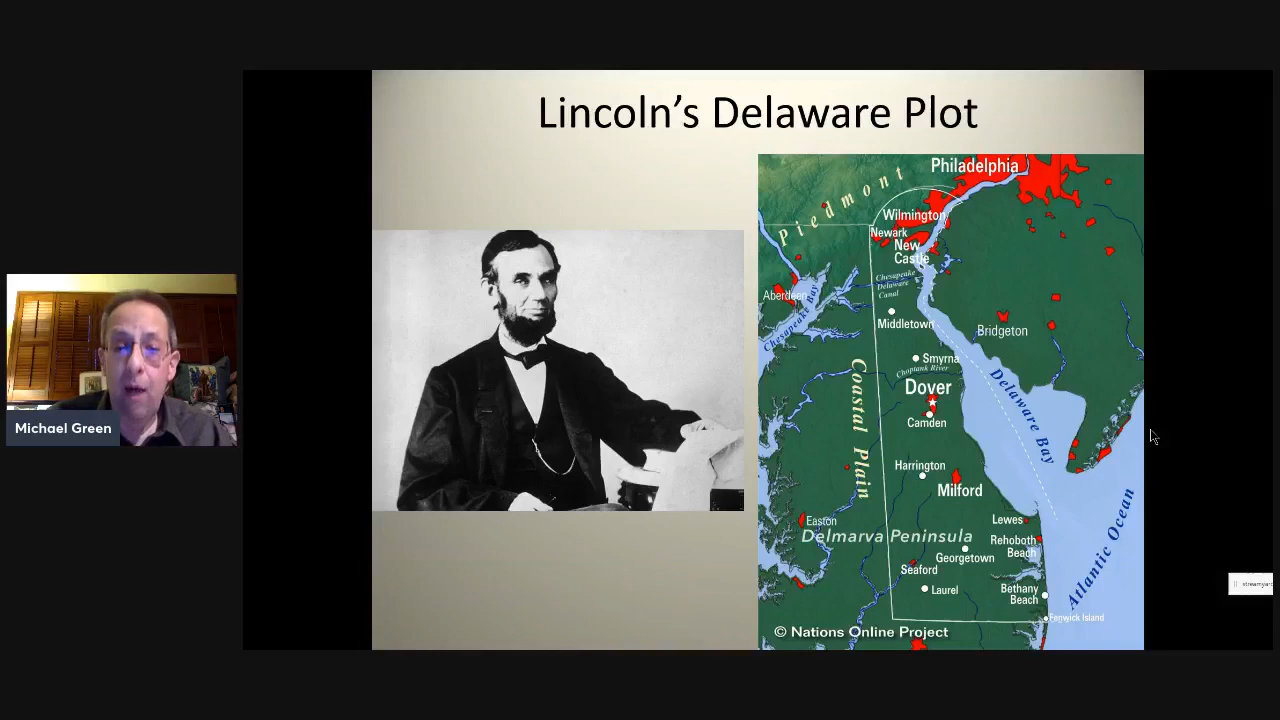 Lincoln's Delaware Plot
Michael Green
Philadelphia
Piedmont
Wilmington
Newark
New
Castle
Chesapeake
Delaware
Canal
Aberdeen
Chesapeake Bay
Middletown
Bridgeton
Smyrna
Choptank River
Dover
Camden
Coastal Plain
Delaware Bay
Harrington
Milford
Easton
Lewes
Delmarva Peninsula
Rehoboth
Beach
Georgetown
Seaford
Laurel
Bethany
Beach
Atlantic Ocean
Fenwick Island
© Nations Online Project